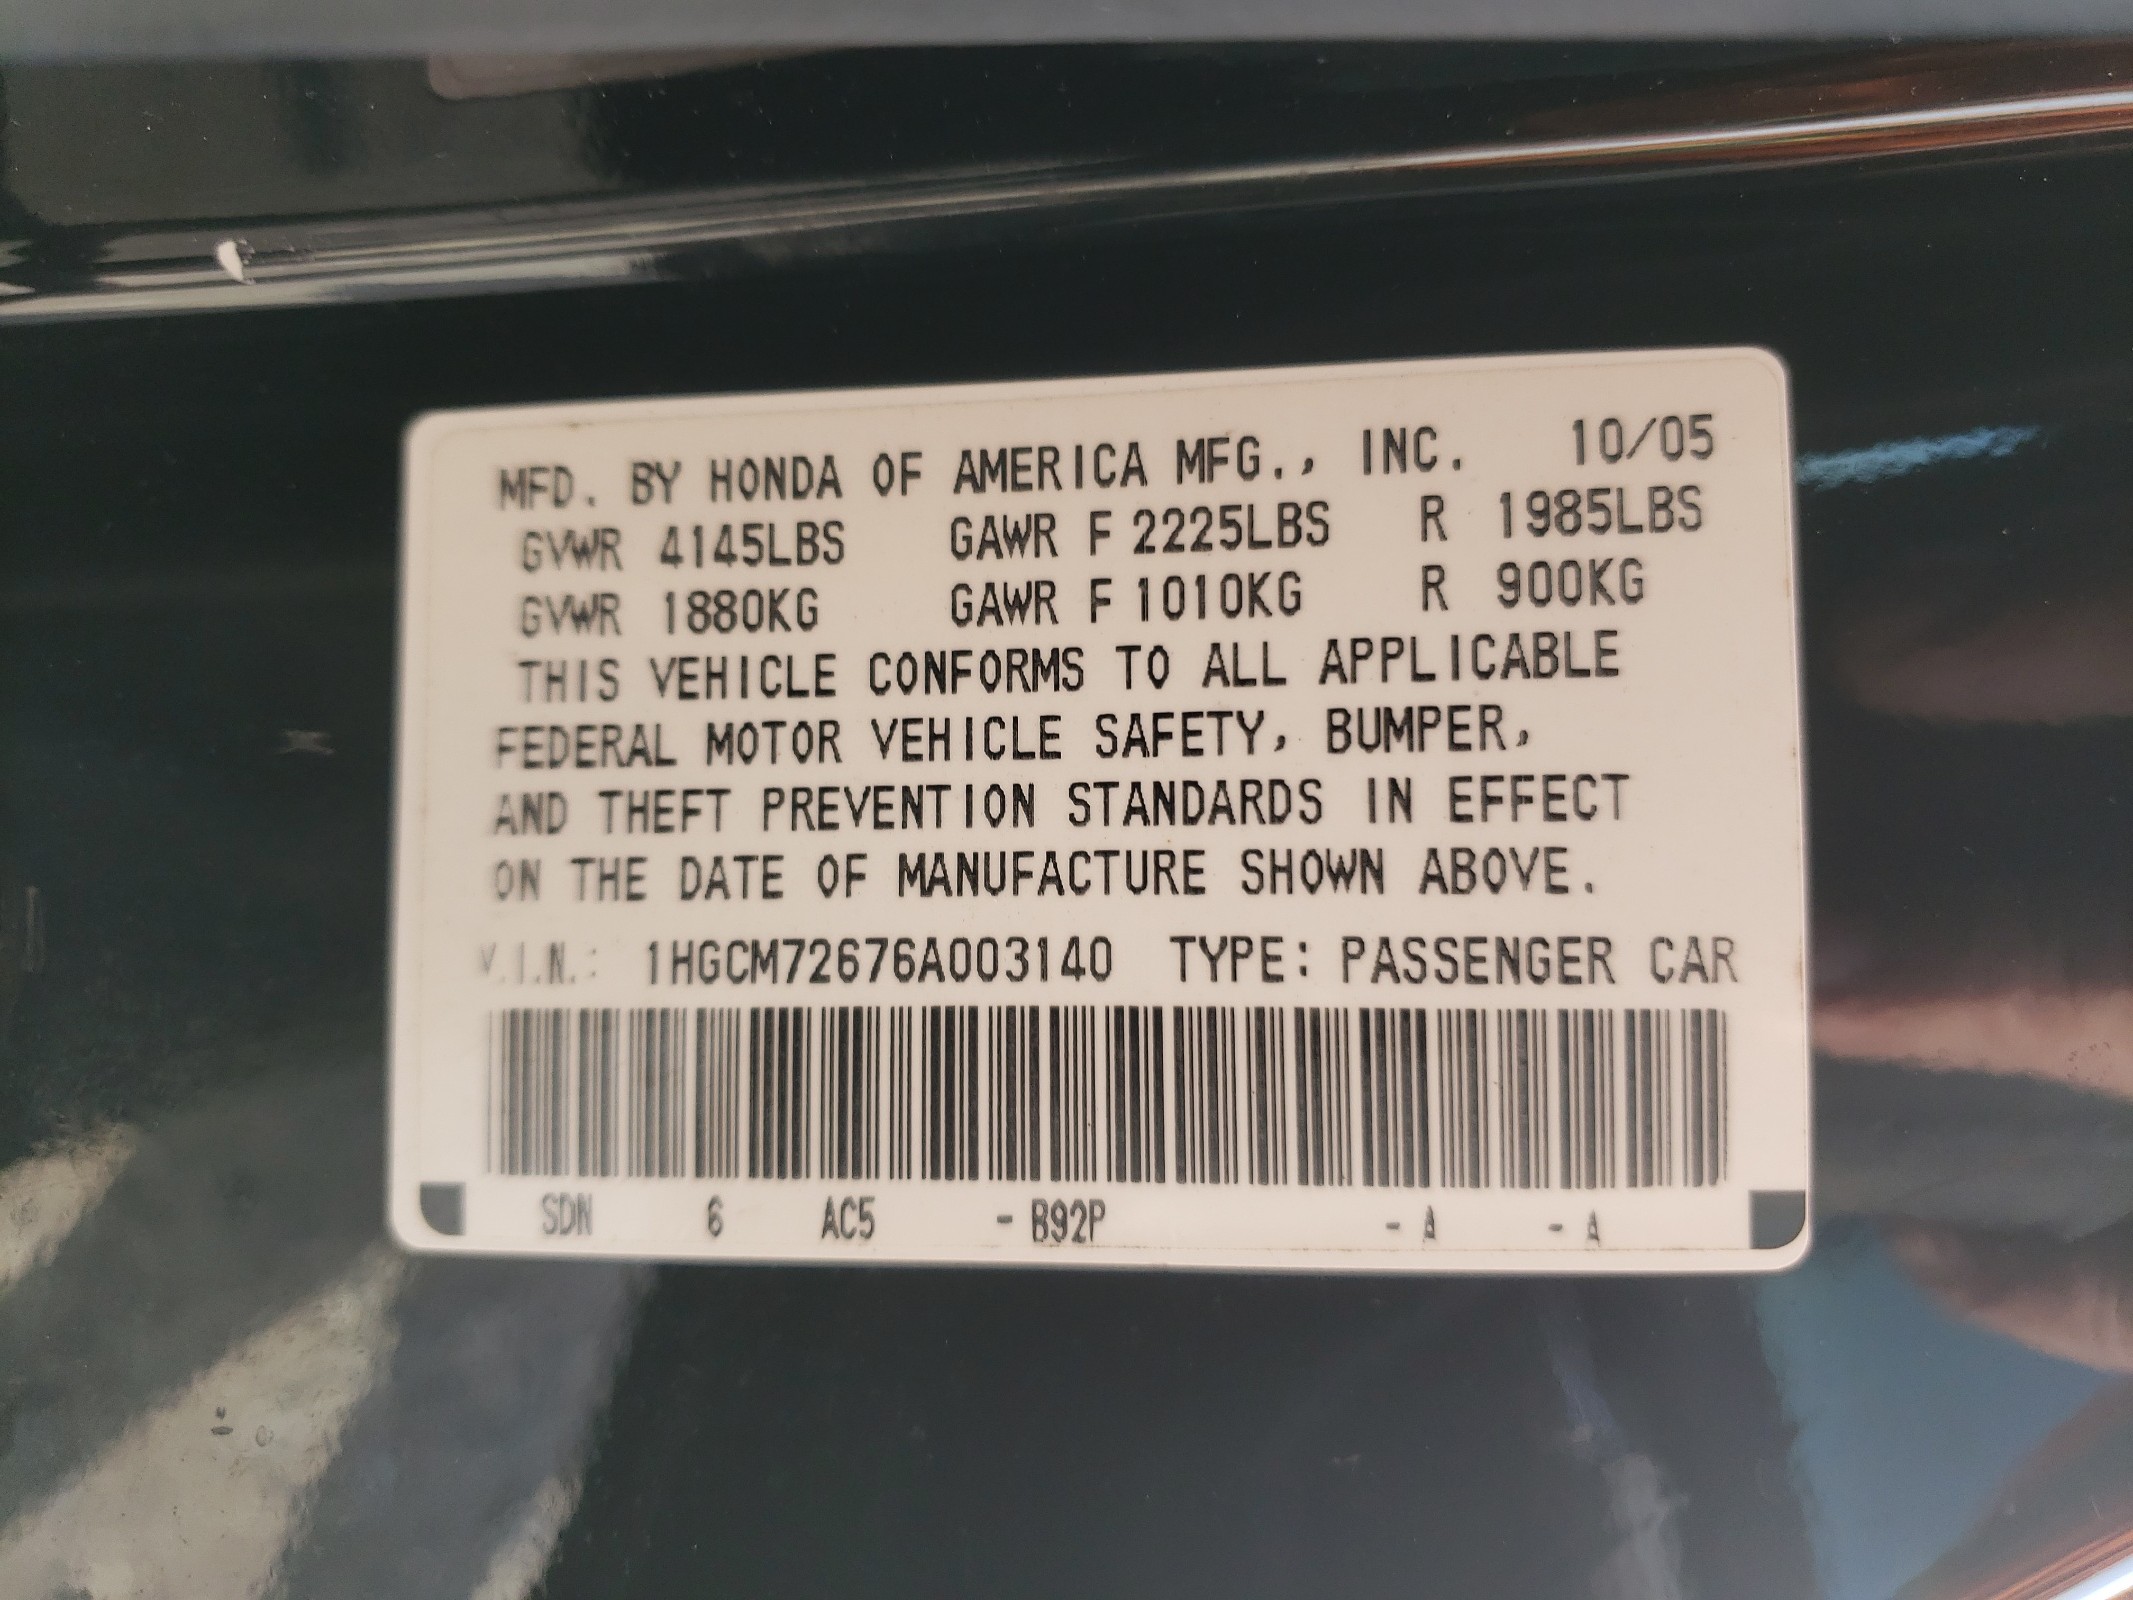 MFD. BY HONDA OF AMERICA MFG., INC. 10/05
GVWR 4145LBS GAWR F 2225LBS R 1985LBS
GVWR 1880KG GAWR F 1010KG R 900KG
THIS VEHICLE CONFORMS TO ALL APPLICABLE
FEDERAL MOTOR VEHICLE SAFETY, BUMPER,
AND THEFT PREVENTION STANDARDS IN EFFECT
ON THE DATE OF MANUFACTURE SHOWN ABOVE.
V.I.N.: 1HGCM72676A003140 TYPE: PASSENGER CAR
SDN 6 AC5 - B92P - A - A